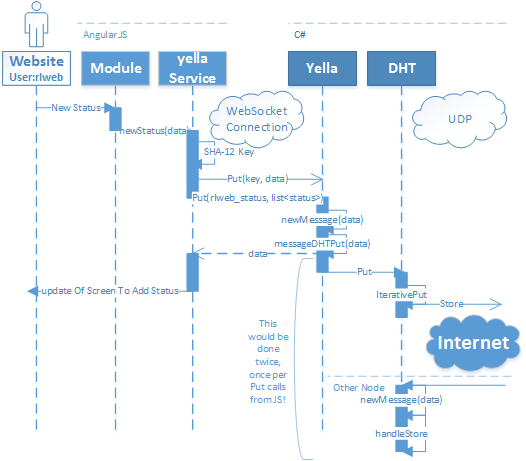 AngularJS
C#
Website
User:rlweb
Module
yella
Service
Yella
DHT
New Status
WebSocket
Connection
UDP
newStatus(data)
SHA-12 Key
Put(key, data)
Put(rlweb_status, list<status>)
newMessage(data)
messageDHTPut(data)
data
Put
IterativePut
update Of Screen To Add Status
Store
This
would be
done
twice,
once per
Put calls
from JS!
Internet
Other Node
newMessage(data)
handleStore